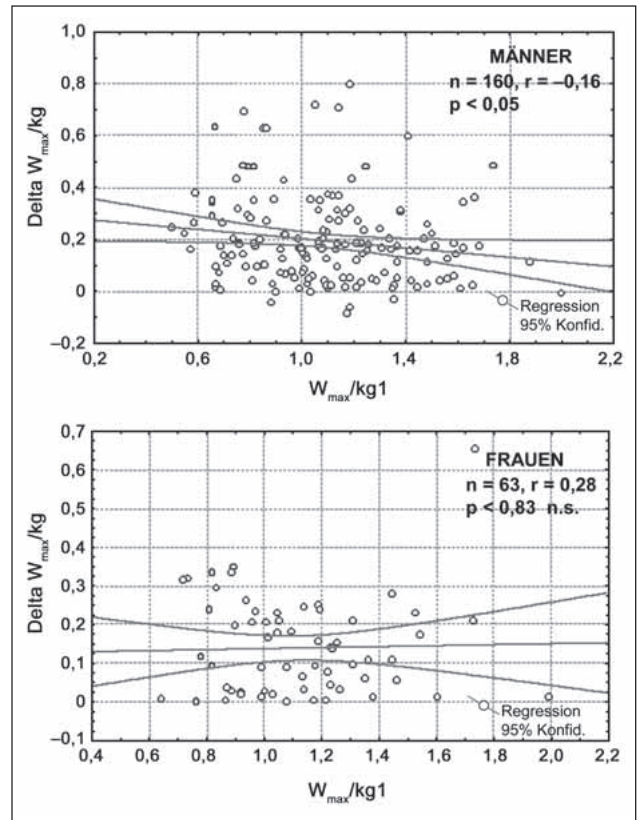 1,0
0,8
0,6
0,4
0,2
0
–0,2
Delta Wmax/kg
MÄNNER
n = 160, r = –0,16
p < 0,05
Regression
95% Konfid.
0,2 0,6 1,0 1,4 1,8 2,2
Wmax/kg1
0,7
0,6
0,5
0,4
0,3
0,2
0,1
0
–0,1
Delta Wmax/kg
FRAUEN
n = 63, r = 0,28
p < 0,83 n.s.
Regression
95% Konfid.
0,4 0,6 0,8 1,0 1,2 1,4 1,6 1,8 2,0 2,2
Wmax/kg1